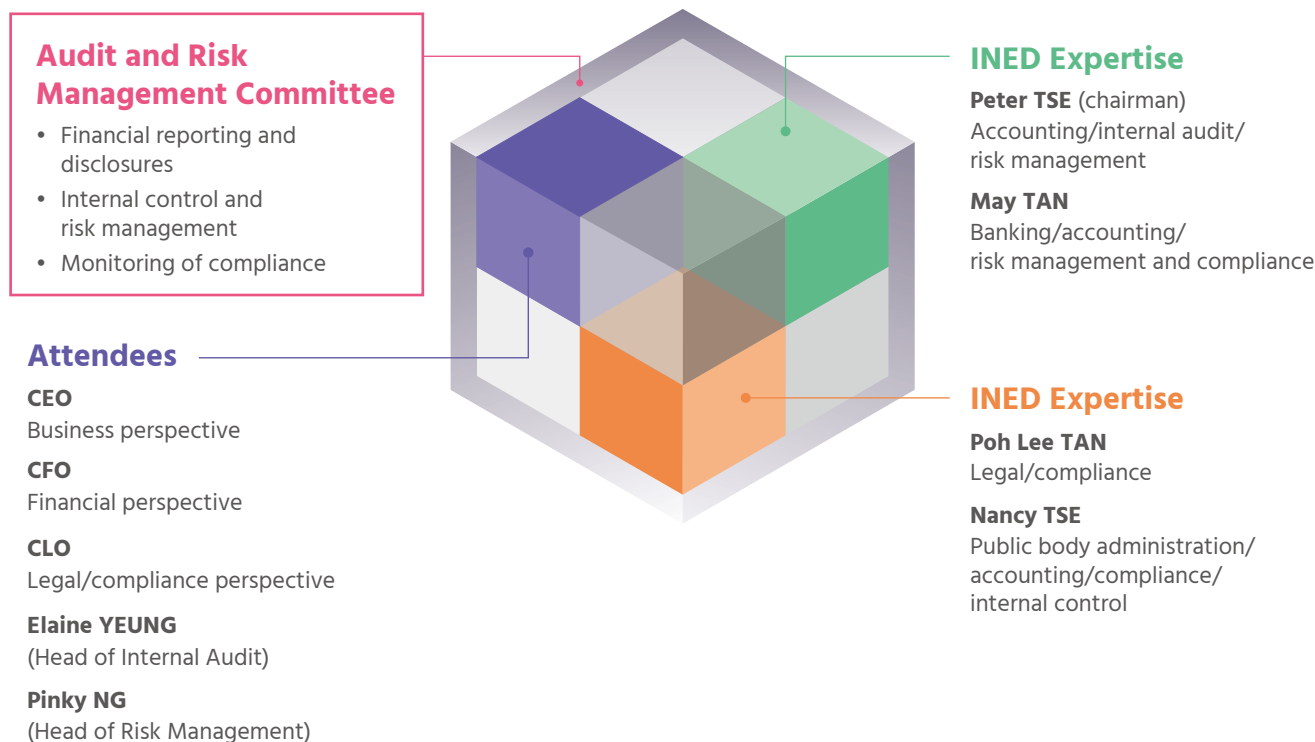 Audit and Risk
Management Committee
• Financial reporting and
disclosures
• Internal control and
risk management
• Monitoring of compliance
Attendees
CEO
Business perspective
CFO
Financial perspective
CLO
Legal/compliance perspective
Elaine YEUNG
(Head of Internal Audit)
Pinky NG
(Head of Risk Management)
INED Expertise
Peter TSE (chairman)
Accounting/internal audit/
risk management
May TAN
Banking/accounting/
risk management and compliance
INED Expertise
Poh Lee TAN
Legal/compliance
Nancy TSE
Public body administration/
accounting/compliance/
internal control